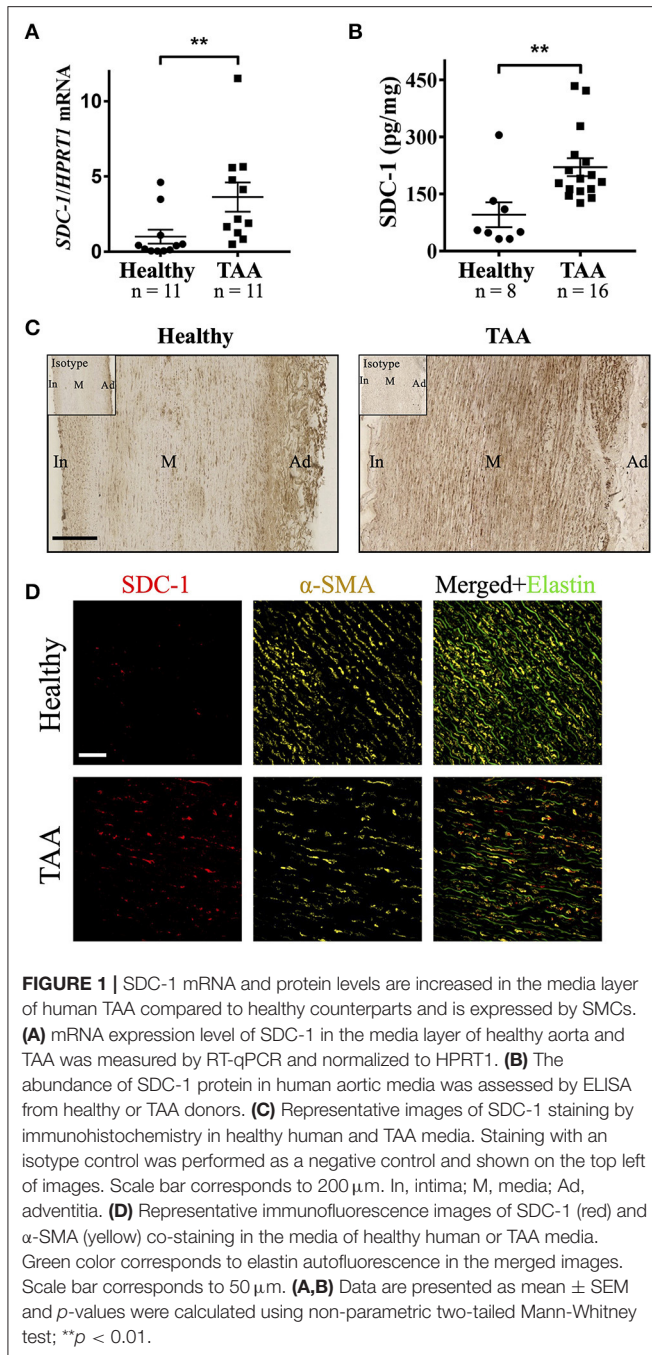 A
**
SDC-1/HPRT1 mRNA
10
5
0
Healthy
n = 11
TAA
n = 11
B
**
SDC-1 (pg/mg)
450
300
150
0
Healthy
n = 8
TAA
n = 16
C
Healthy
TAA
Isotype
In M Ad
In M Ad
Isotype
In M Ad
In M Ad
D
SDC-1
α-SMA
Merged+Elastin
Healthy
TAA
FIGURE 1 | SDC-1 mRNA and protein levels are increased in the media layer
of human TAA compared to healthy counterparts and is expressed by SMCs.
(A) mRNA expression level of SDC-1 in the media layer of healthy aorta and
TAA was measured by RT-qPCR and normalized to HPRT1. (B) The
abundance of SDC-1 protein in human aortic media was assessed by ELISA
from healthy or TAA donors. (C) Representative images of SDC-1 staining by
immunohistochemistry in healthy human and TAA media. Staining with an
isotype control was performed as a negative control and shown on the top left
of images. Scale bar corresponds to 200 μm. In, intima; M, media; Ad,
adventitia. (D) Representative immunofluorescence images of SDC-1 (red) and
α-SMA (yellow) co-staining in the media of healthy human or TAA media.
Green color corresponds to elastin autofluorescence in the merged images.
Scale bar corresponds to 50 μm. (A,B) Data are presented as mean ± SEM
and p-values were calculated using non-parametric two-tailed Mann-Whitney
test; **p < 0.01.